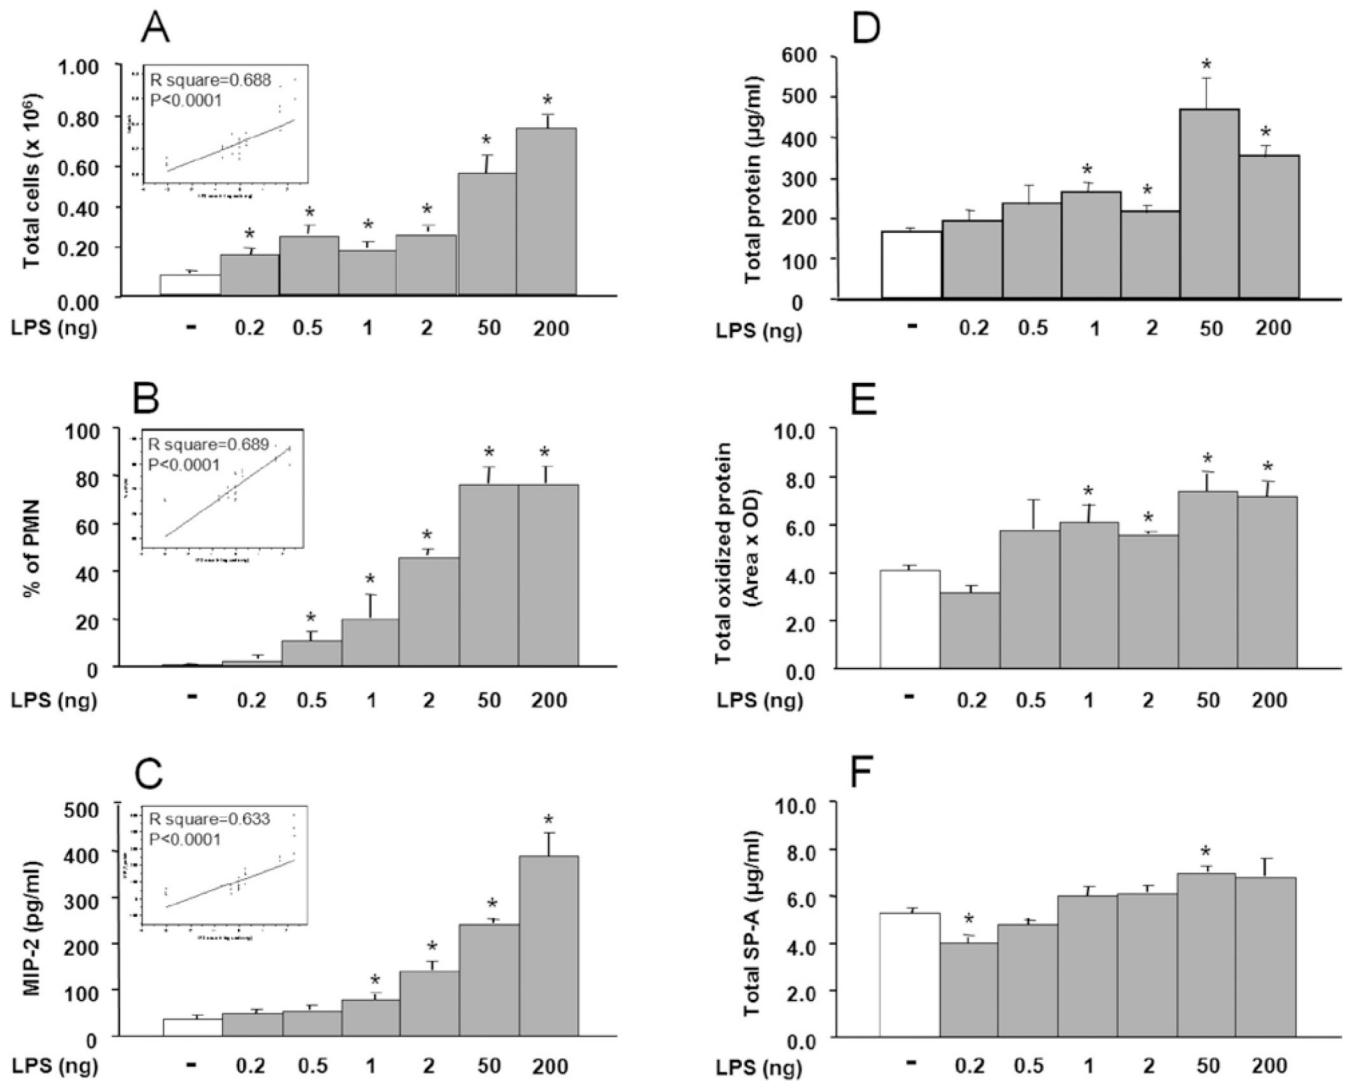 A
1.00
0.80
0.60
0.40
0.20
0.00
Total cells (x 10⁶)
R square=0.688
P<0.0001
* * * * * *
LPS (ng) - 0.2 0.5 1 2 50 200
D
600
500
400
300
200
100
0
Total protein (µg/ml)
* * * *
LPS (ng) - 0.2 0.5 1 2 50 200
B
100
80
60
40
20
0
% of PMN
R square=0.689
P<0.0001
* * * * *
LPS (ng) - 0.2 0.5 1 2 50 200
E
10.0
8.0
6.0
4.0
2.0
0.0
Total oxidized protein
(Area x OD)
* * * *
LPS (ng) - 0.2 0.5 1 2 50 200
C
500
400
300
200
100
0
MIP-2 (pg/ml)
R square=0.633
P<0.0001
* * * *
LPS (ng) - 0.2 0.5 1 2 50 200
F
10.0
8.0
6.0
4.0
2.0
0.0
Total SP-A (µg/ml)
* *
LPS (ng) - 0.2 0.5 1 2 50 200